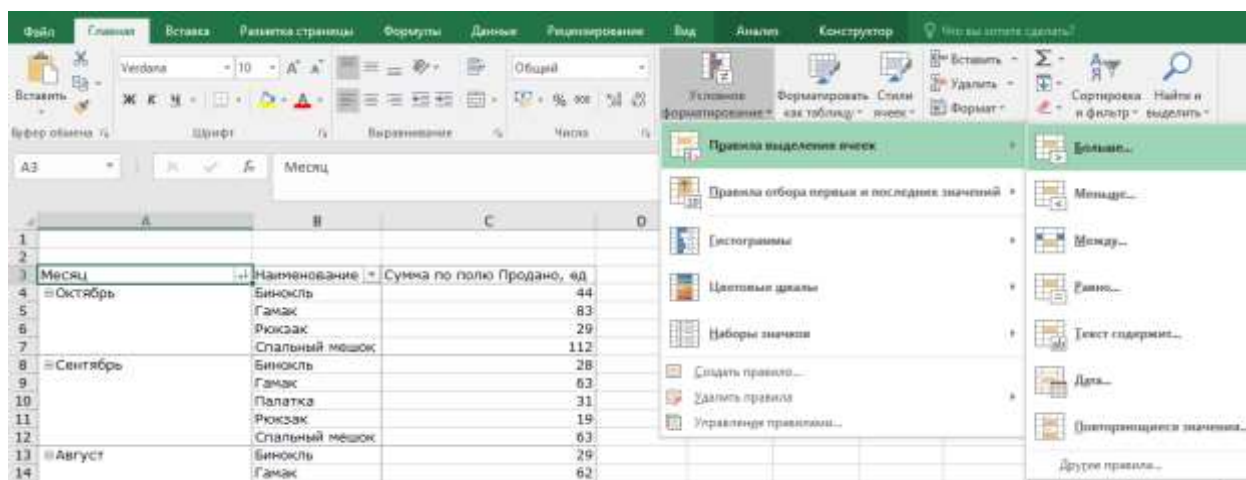 Файл Главная Вставка Разметка страницы Формулы Данные Рецензирование Вид Анализ Конструктор Что вы хотите сделать?
Вставить
Verdana 10
Ж К Ч
Общий
% 000
Условное форматирование
Форматировать как таблицу
Стили ячеек
Вставить
Удалить
Формат
Сортировка и фильтр
Найти и выделить
Буфер обмена Шрифт Выравнивание Число
A3 fx Месяц
Правила выделения ячеек
Правила отбора первых и последних значений
Гистограммы
Цветовые шкалы
Наборы значков
Создать правило...
Удалить правила
Управление правилами...
Больше...
Меньше...
Между...
Равно...
Текст содержит...
Дата...
Повторяющиеся значения...
Другие правила...
A B C D
1
2
3 Месяц Наименование Сумма по полю Продано, ед
4 Октябрь Бинокль 44
5 Гамак 83
6 Рюкзак 29
7 Спальный мешок 112
8 Сентябрь Бинокль 28
9 Гамак 63
10 Палатка 31
11 Рюкзак 19
12 Спальный мешок 63
13 Август Бинокль 29
14 Гамак 62